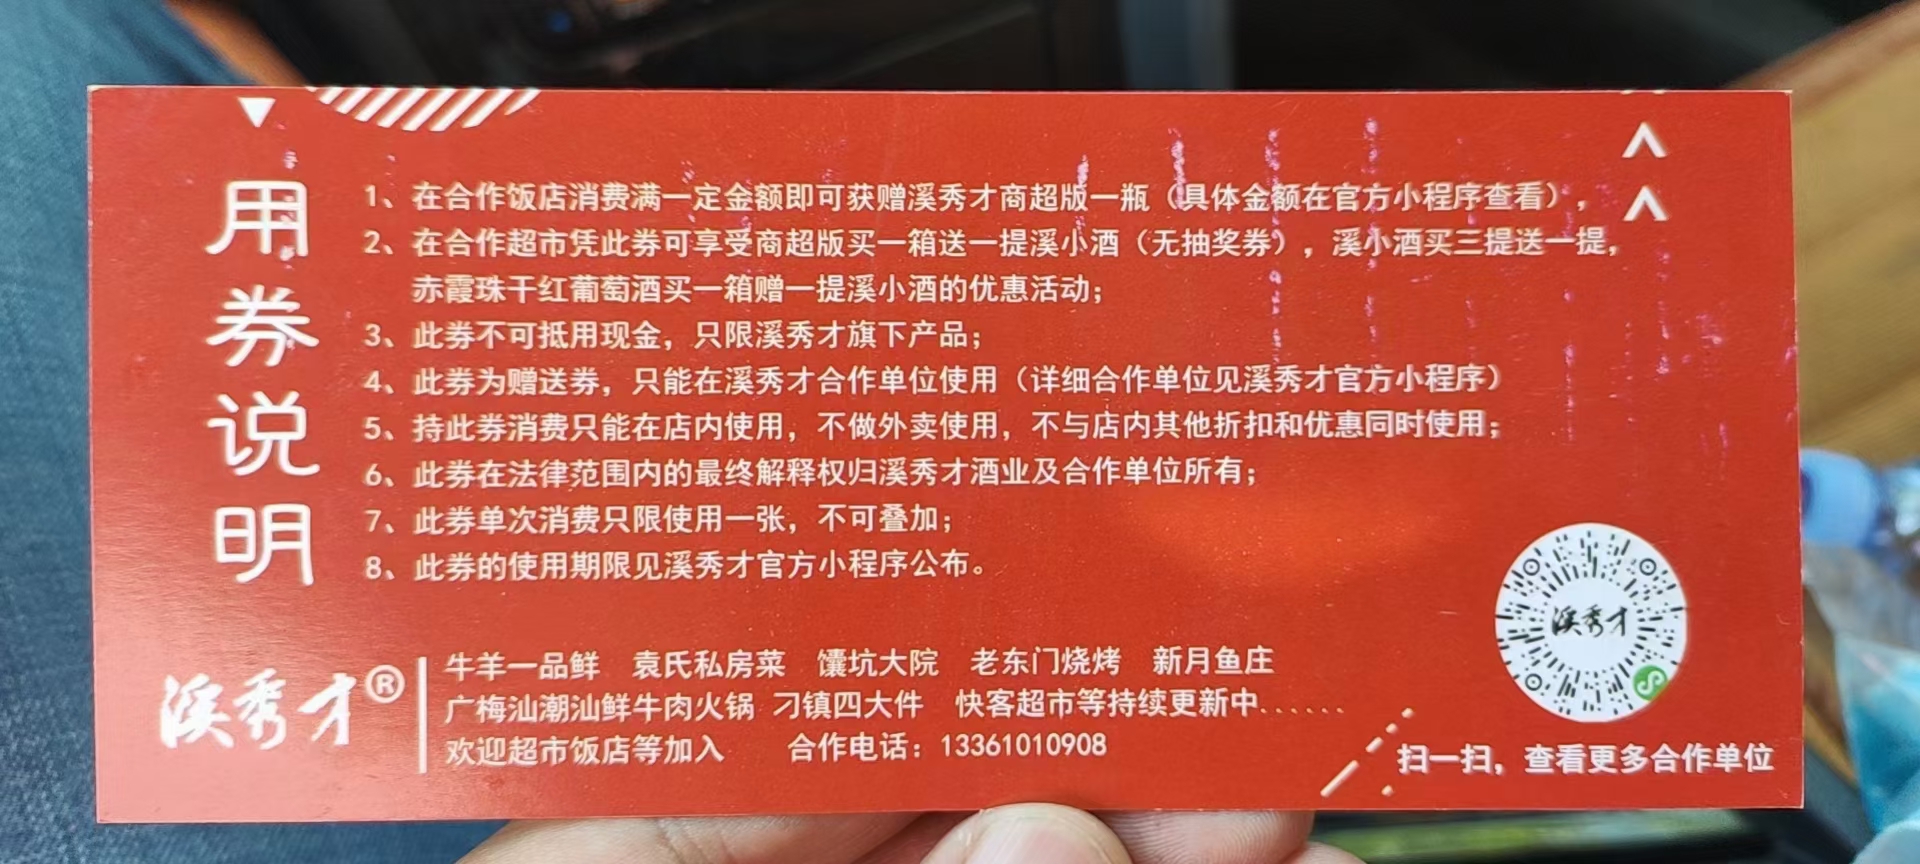 用券说明
1、在合作饭店消费满一定金额即可获赠溪秀才商超版一瓶（具体金额在官方小程序查看），
2、在合作超市凭此券可享受商超版买一箱送一提溪小酒（无抽奖券），溪小酒买三提送一提，
赤霞珠干红葡萄酒买一箱赠一提溪小酒的优惠活动；
3、此券不可抵用现金，只限溪秀才旗下产品；
4、此券为赠送券，只能在溪秀才合作单位使用（详细合作单位见溪秀才官方小程序）
5、持此券消费只能在店内使用，不做外卖使用，不与店内其他折扣和优惠同时使用；
6、此券在法律范围内的最终解释权归溪秀才酒业及合作单位所有；
7、此券单次消费只限使用一张，不可叠加；
8、此券的使用期限见溪秀才官方小程序公布。
溪秀才®
牛羊一品鲜 袁氏私房菜 馕坑大院 老东门烧烤 新月鱼庄
广梅汕潮汕鲜牛肉火锅 刁镇四大件 快客超市等持续更新中......
欢迎超市饭店等加入 合作电话：13361010908
溪秀才
扫一扫，查看更多合作单位